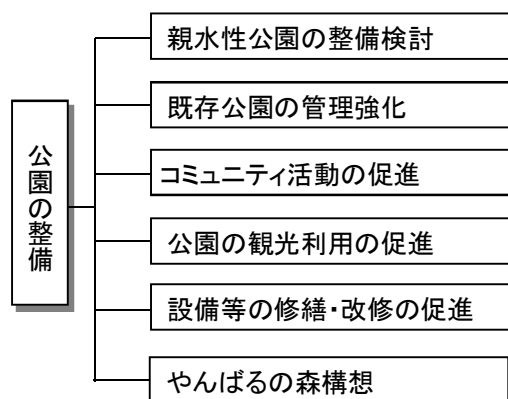 公園の整備
親水性公園の整備検討
既存公園の管理強化
コミュニティ活動の促進
公園の観光利用の促進
設備等の修繕・改修の促進
やんばるの森構想